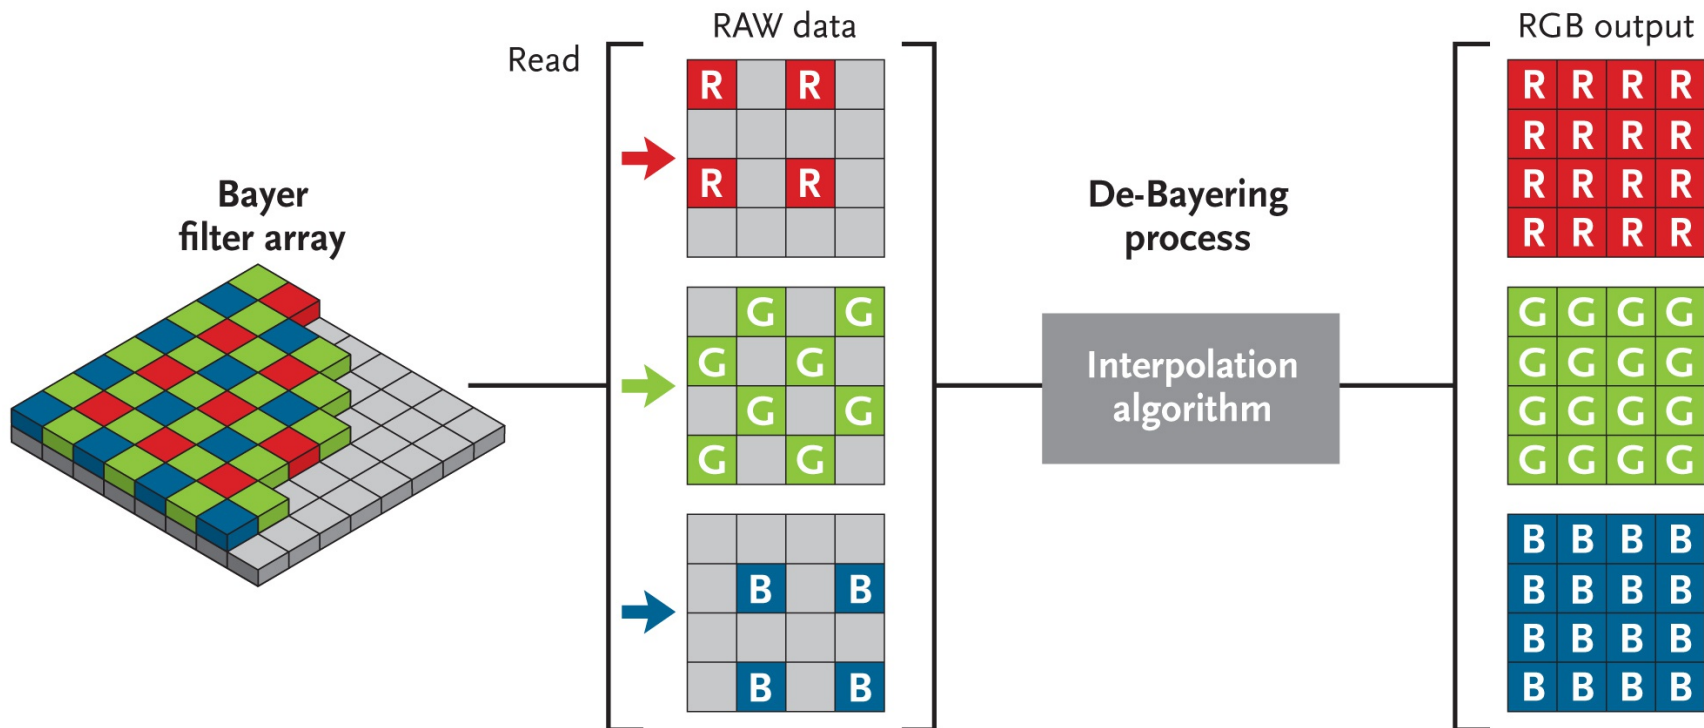 Bayer
filter array
Read
RAW data
R R
R R
G G
G G
G G
G G
B B
B B
De-Bayering
process
Interpolation
algorithm
RGB output
R R R R
R R R R
R R R R
R R R R
G G G G
G G G G
G G G G
G G G G
B B B B
B B B B
B B B B
B B B B